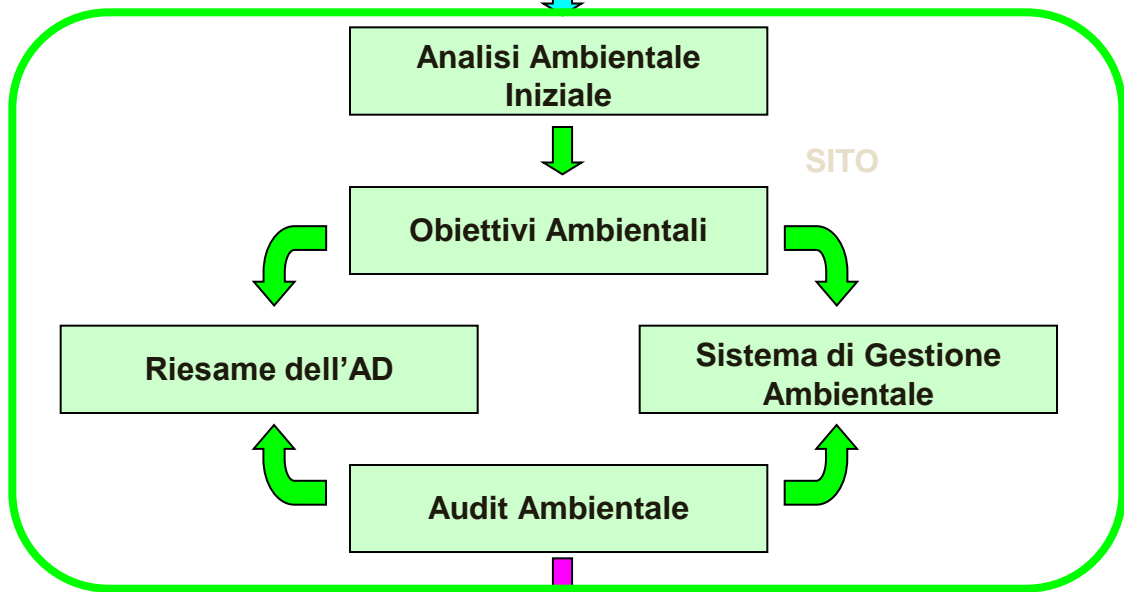 Analisi Ambientale
Iniziale
SITO
Obiettivi Ambientali
Riesame dell’AD
Sistema di Gestione
Ambientale
Audit Ambientale